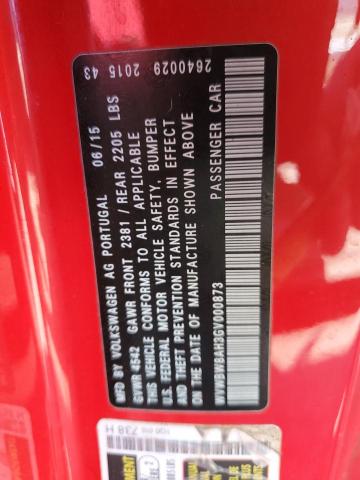 MFD BY VOLKSWAGEN AG PORTUGAL 06/15 2015 43 2640029
GVWR 4542 GAWR FRONT 2381 / REAR 2205 LBS
THIS VEHICLE CONFORMS TO ALL APPLICABLE
U.S. FEDERAL MOTOR VEHICLE SAFETY, BUMPER
AND THEFT PREVENTION STANDARDS IN EFFECT
ON THE DATE OF MANUFACTURE SHOWN ABOVE
WVWBW8AH3GV000873 PASSENGER CAR
738 H